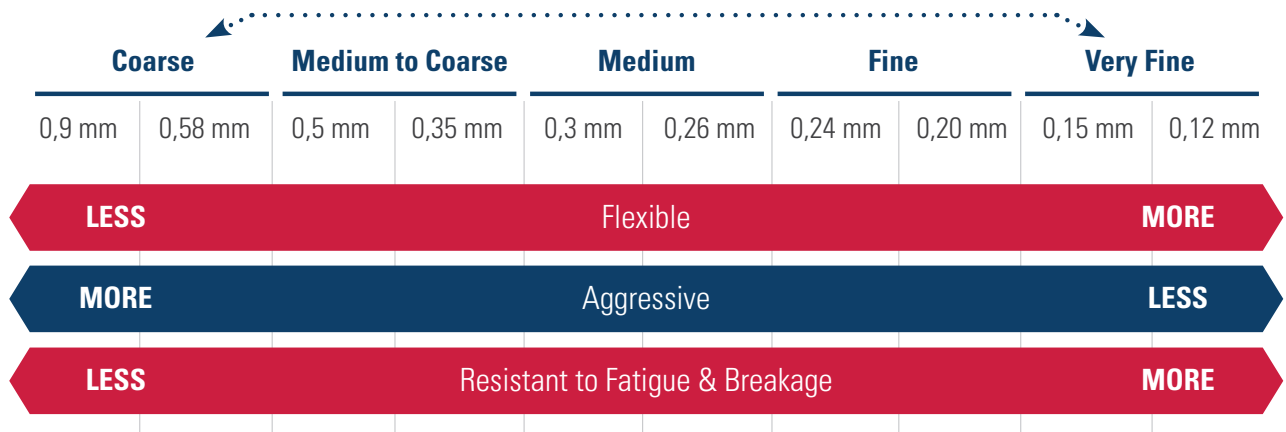 Coarse Medium to Coarse Medium Fine Very Fine
0,9 mm 0,58 mm 0,5 mm 0,35 mm 0,3 mm 0,26 mm 0,24 mm 0,20 mm 0,15 mm 0,12 mm
LESS Flexible MORE
MORE Aggressive LESS
LESS Resistant to Fatigue & Breakage MORE